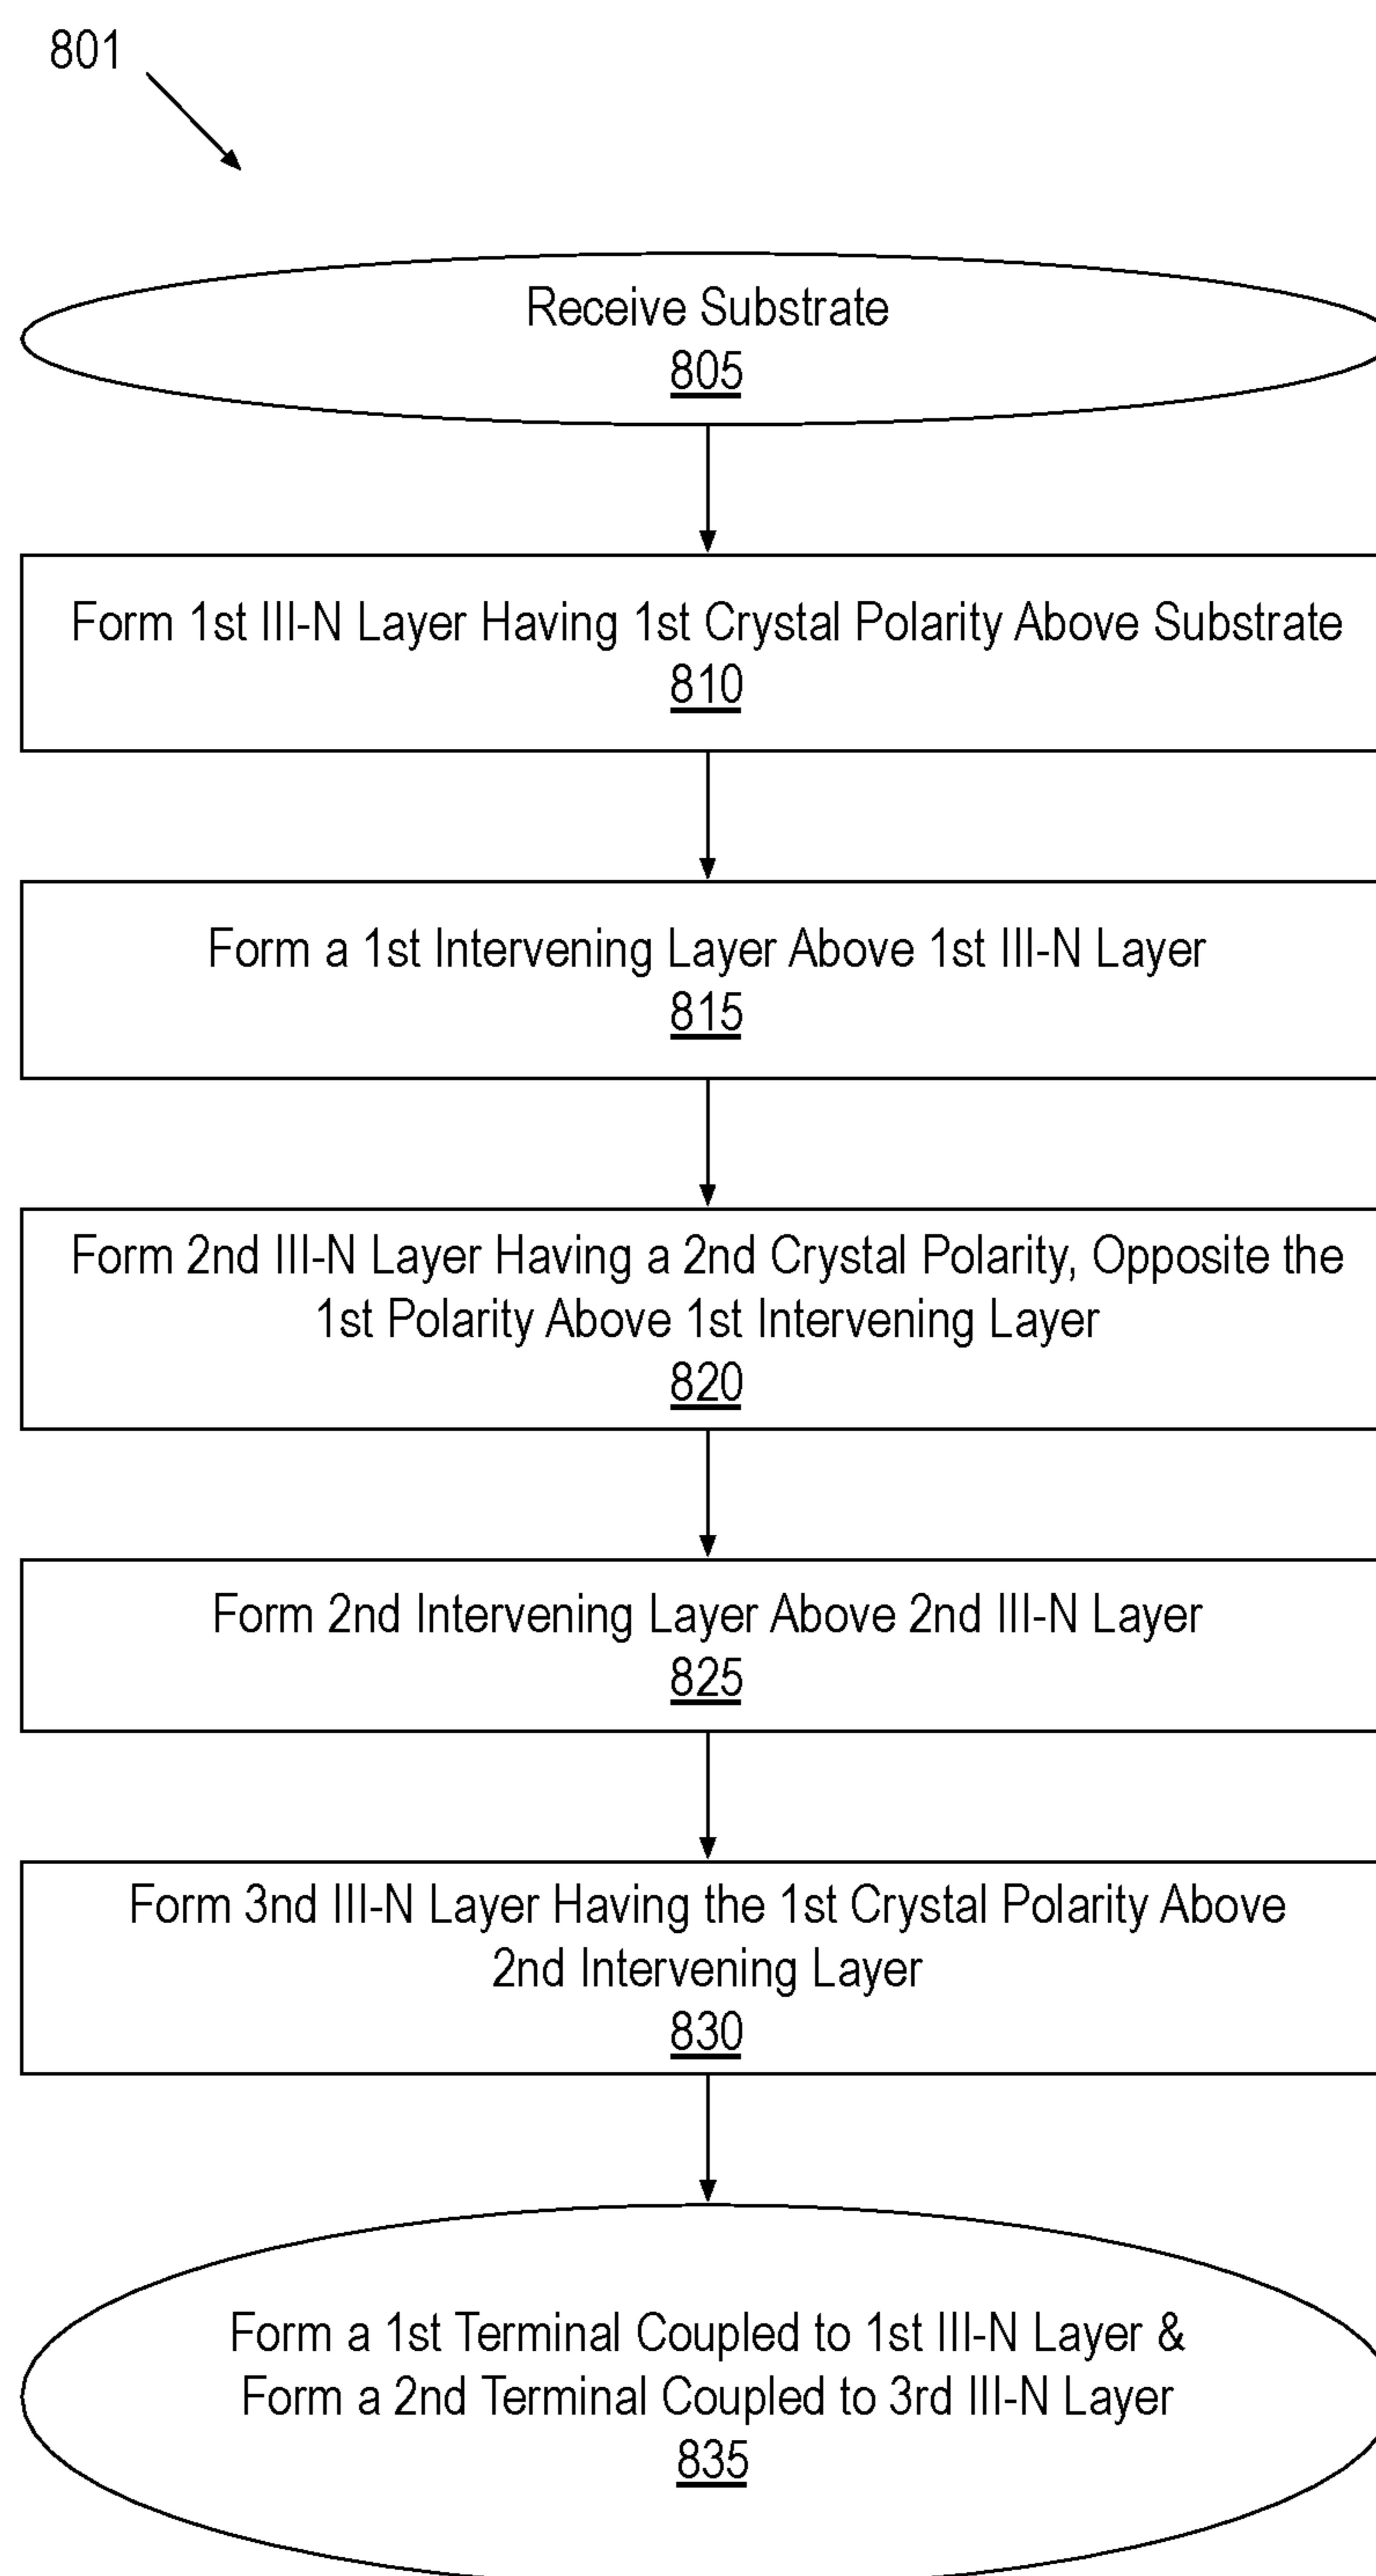 801
Receive Substrate
805
Form 1st III-N Layer Having 1st Crystal Polarity Above Substrate
810
Form a 1st Intervening Layer Above 1st III-N Layer
815
Form 2nd III-N Layer Having a 2nd Crystal Polarity, Opposite the
1st Polarity Above 1st Intervening Layer
820
Form 2nd Intervening Layer Above 2nd III-N Layer
825
Form 3nd III-N Layer Having the 1st Crystal Polarity Above
2nd Intervening Layer
830
Form a 1st Terminal Coupled to 1st III-N Layer &
Form a 2nd Terminal Coupled to 3rd III-N Layer
835